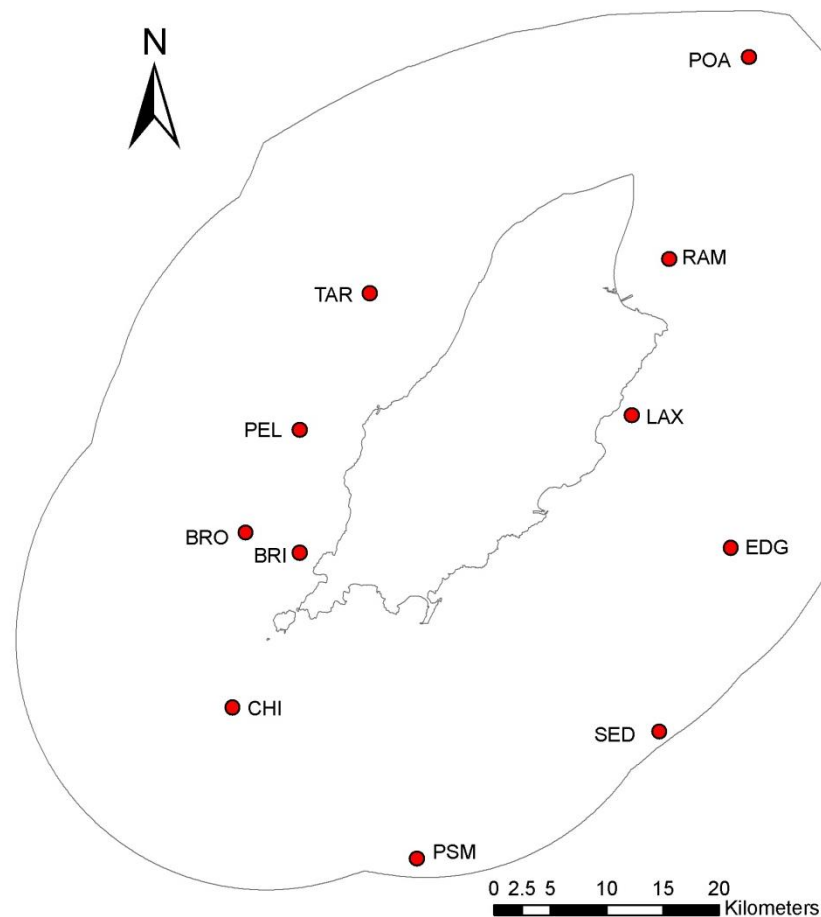 N
POA
RAM
TAR
LAX
PEL
BRO
BRI
EDG
CHI
SED
PSM
0 2.5 5 10 15 20
Kilometers